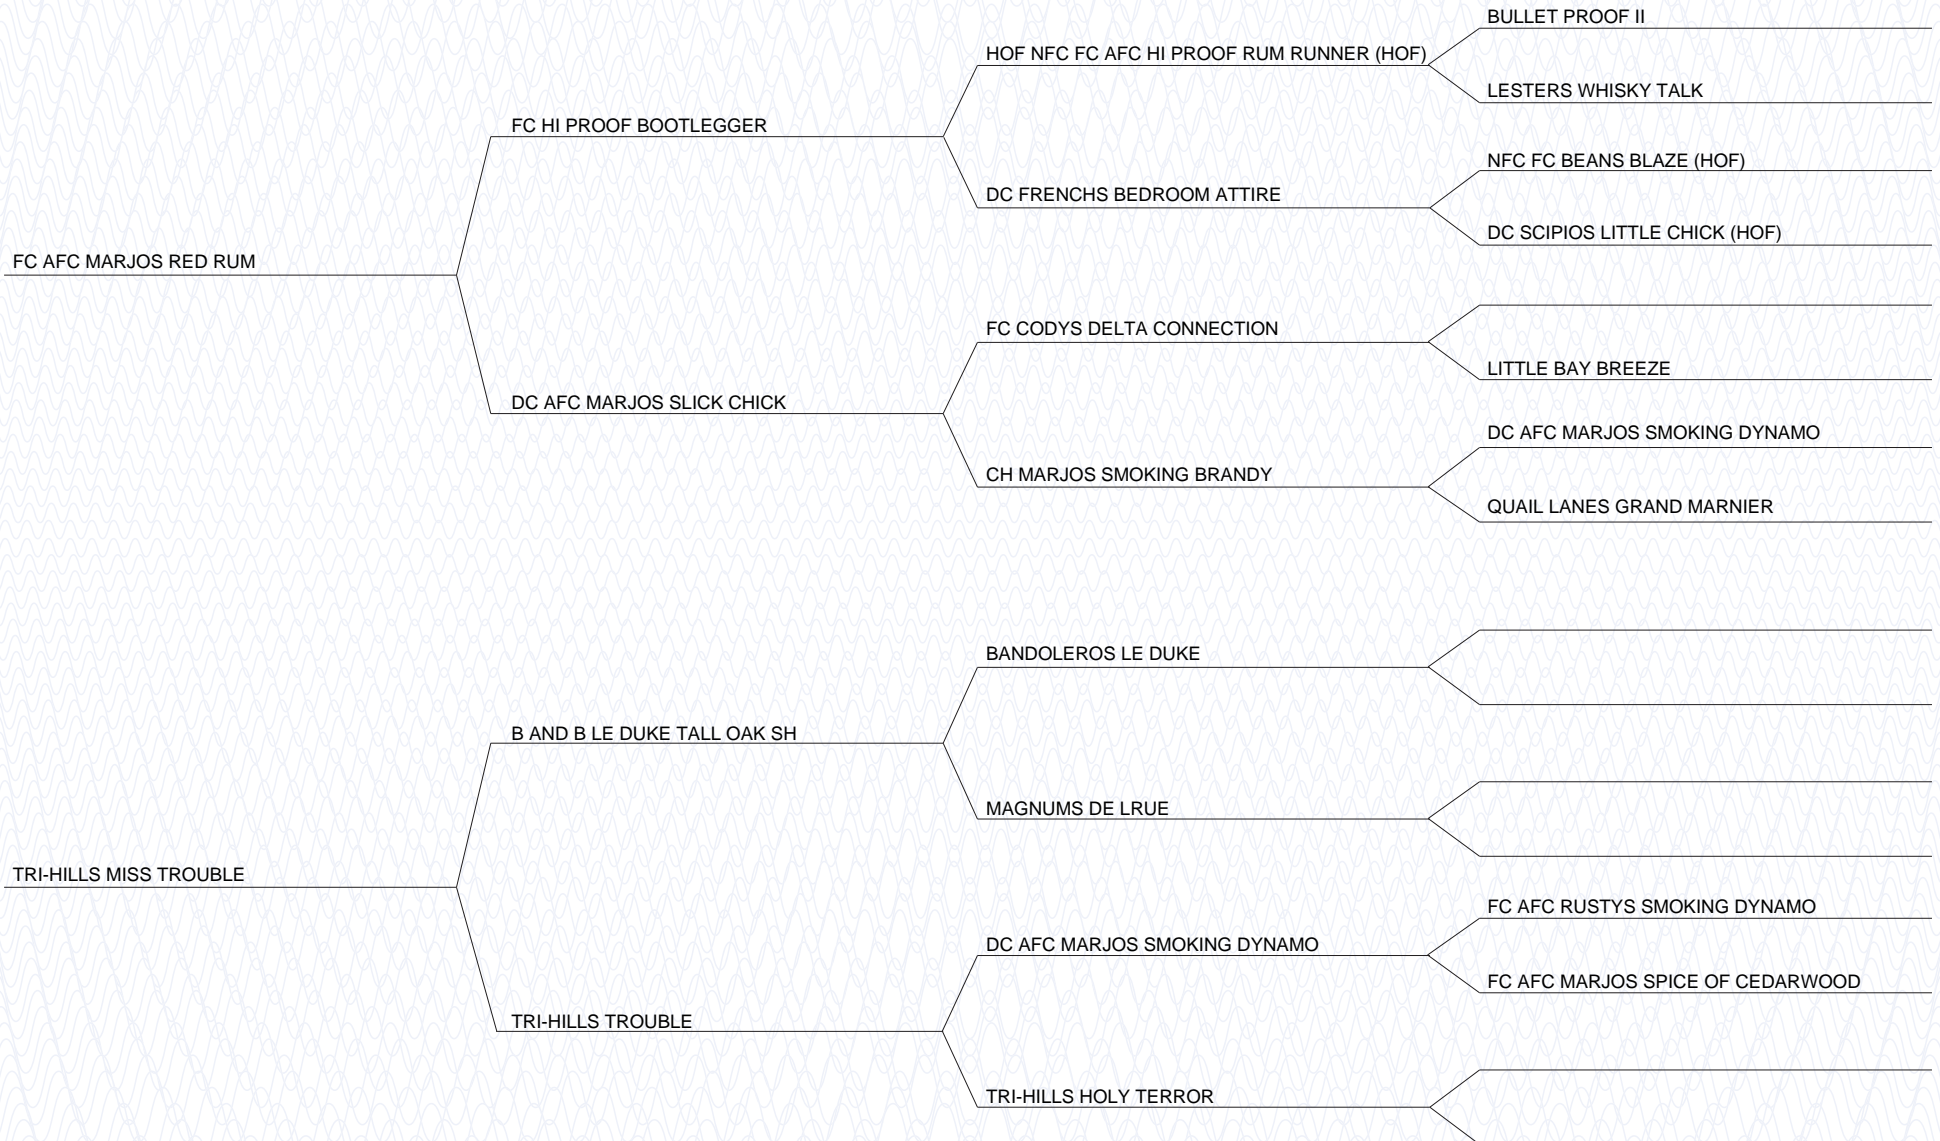 BULLET PROOF II
HOF NFC FC AFC HI PROOF RUM RUNNER (HOF)
LESTERS WHISKY TALK
FC HI PROOF BOOTLEGGER
NFC FC BEANS BLAZE (HOF)
DC FRENCHS BEDROOM ATTIRE
DC SCIPIOS LITTLE CHICK (HOF)
FC AFC MARJOS RED RUM
FC CODYS DELTA CONNECTION
LITTLE BAY BREEZE
DC AFC MARJOS SLICK CHICK
DC AFC MARJOS SMOKING DYNAMO
CH MARJOS SMOKING BRANDY
QUAIL LANES GRAND MARNIER
BANDOLEROS LE DUKE
B AND B LE DUKE TALL OAK SH
MAGNUMS DE LRUE
TRI-HILLS MISS TROUBLE
FC AFC RUSTYS SMOKING DYNAMO
DC AFC MARJOS SMOKING DYNAMO
FC AFC MARJOS SPICE OF CEDARWOOD
TRI-HILLS TROUBLE
TRI-HILLS HOLY TERROR